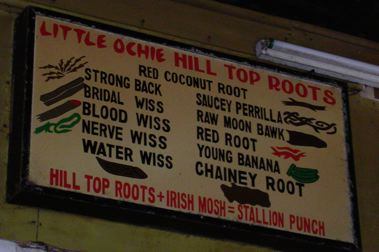 LITTLE OCHIE HILL TOP ROOTS
RED COCONUT ROOT
STRONG BACK
BRIDAL WISS
BLOOD WISS
NERVE WISS
WATER WISS
SAUCEY PERRILLA
RAW MOON BAWK
RED ROOT
YOUNG BANANA
CHAINEY ROOT
HILL TOP ROOTS + IRISH MOSH = STALLION PUNCH